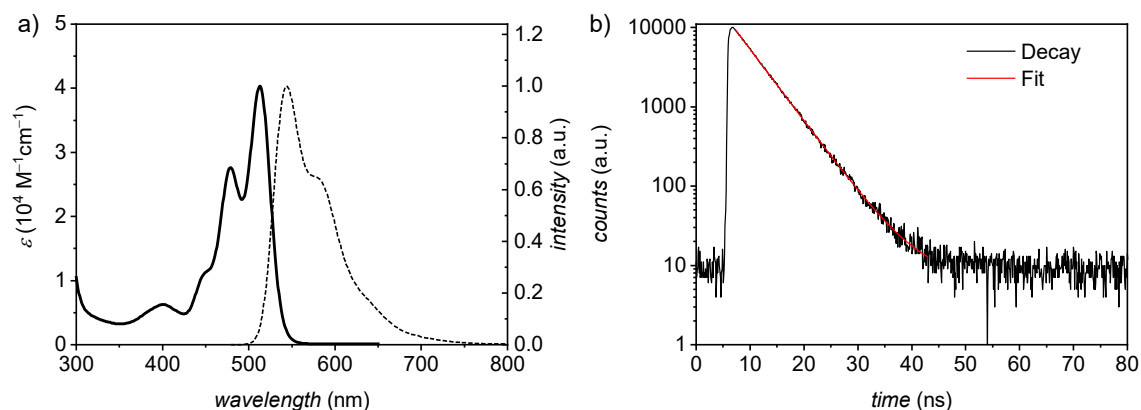 a)
ε (10⁴ M⁻¹cm⁻¹)
5
4
3
2
1
0
300 400 500 600 700 800
wavelength (nm)
1.2
1.0
0.8
0.6
0.4
0.2
0.0
intensity (a.u.)
b)
counts (a.u.)
10000
1000
100
10
1
0 10 20 30 40 50 60 70 80
time (ns)
Decay
Fit